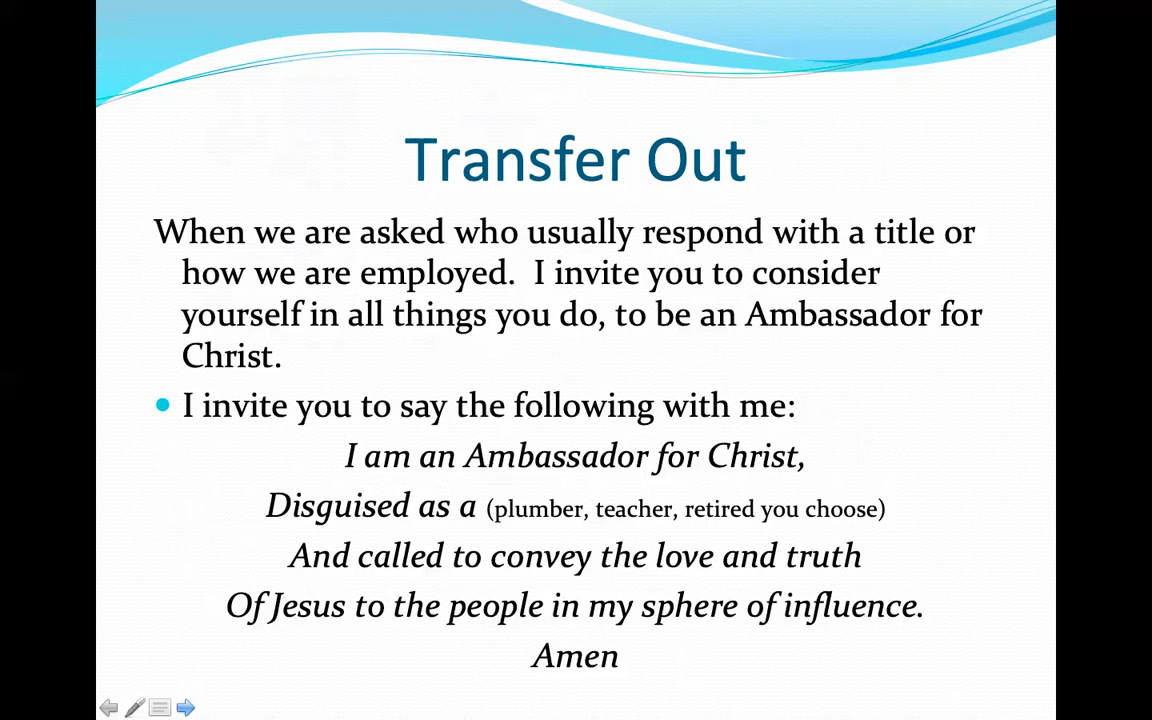 Transfer Out
When we are asked who usually respond with a title or
how we are employed.  I invite you to consider
yourself in all things you do, to be an Ambassador for
Christ.
• I invite you to say the following with me:
I am an Ambassador for Christ,
Disguised as a (plumber, teacher, retired you choose)
And called to convey the love and truth
Of Jesus to the people in my sphere of influence.
Amen